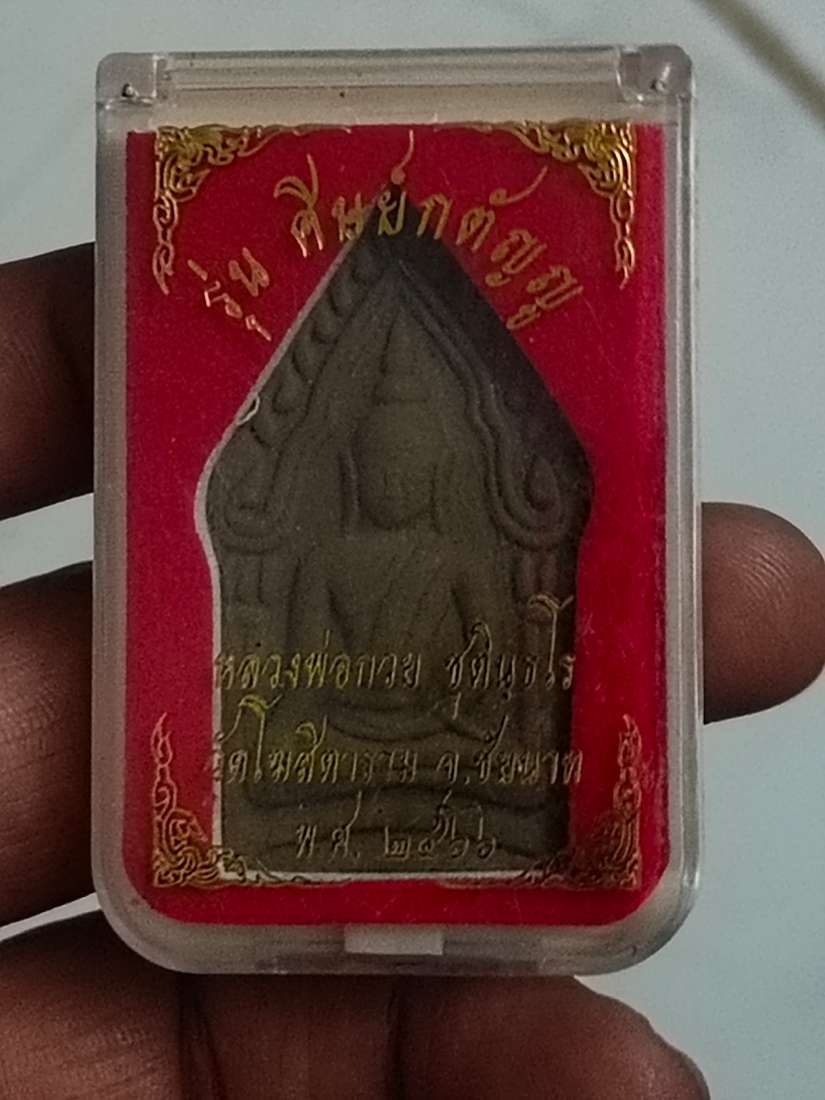 รุ่น ศิษย์กตัญญู
หลวงพ่อกวย ชุตินฺธโร
วัดโฆสิตาราม จ.ชัยนาท
พ.ศ. ๒๕๖๖